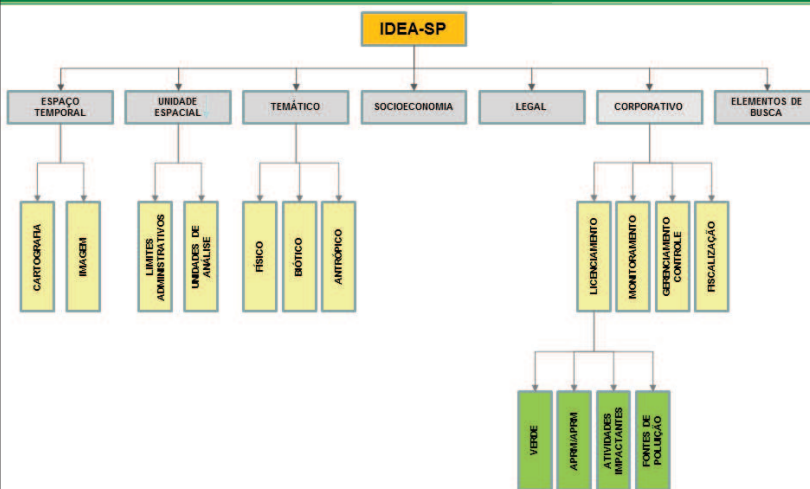 IDEA-SP
ESPAÇO
TEMPORAL
UNIDADE
ESPACIAL
TEMÁTICO
SOCIOECONOMIA
LEGAL
CORPORATIVO
ELEMENTOS DE
BUSCA
CARTOGRAFIA
IMAGEM
LIMITES
ADMINISTRATIVOS
UNIDADES DE
ANÁLISE
FÍSICO
BIÓTICO
ANTRÓPICO
LICENCIAMENTO
MONITORAMENTO
GERENCIAMENTO
CONTROLE
FISCALIZAÇÃO
VERDE
APRM/APRM
ATIVIDADES
IMPACTANTES
FONTES DE
POLUIÇÃO